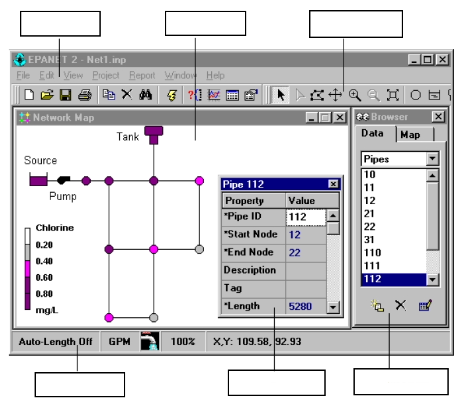 EPANET 2 - Net1.inp
File Edit View Project Report Window Help
Network Map
Browser
Data Map
Tank
Source
Pump
Pipes
10
11
12
21
22
31
110
111
112
Pipe 112
Property Value
*Pipe ID 112
*Start Node 12
*End Node 22
Description
Tag
*Length 5280
Chlorine
0.20
0.40
0.60
0.80
mg/L
Auto-Length Off GPM 100% X,Y: 109.58, 92.93